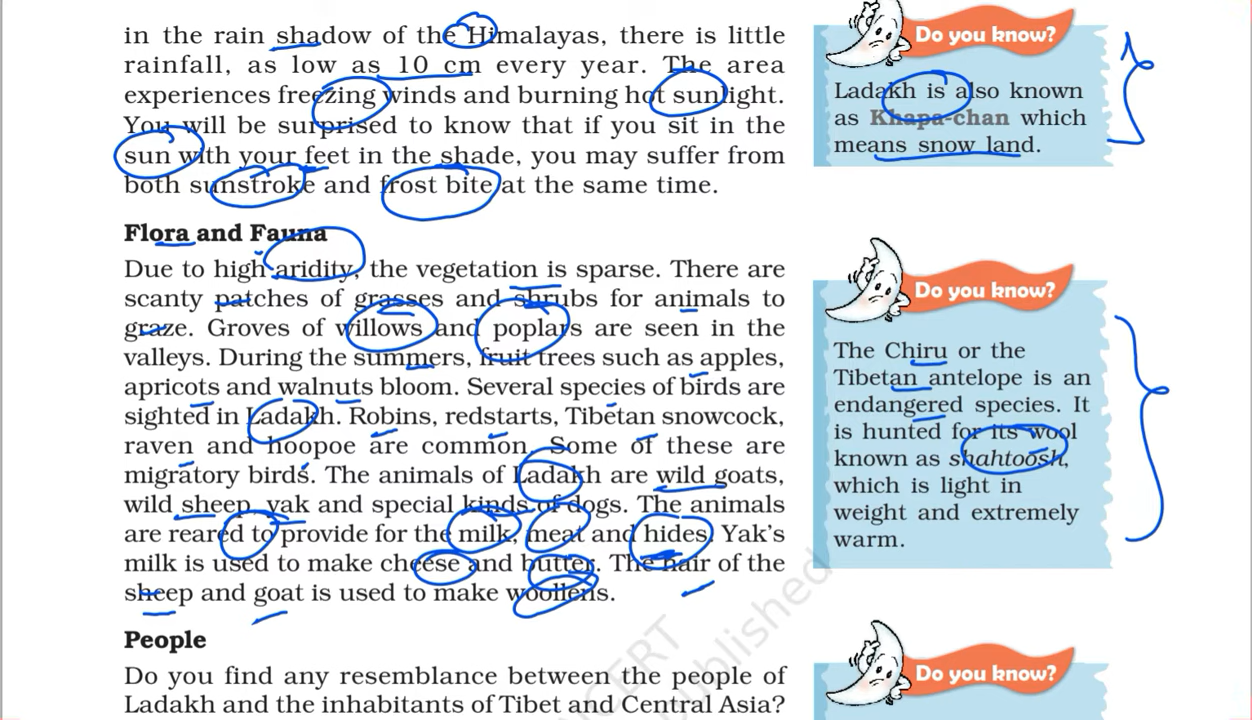 in the rain shadow of the Himalayas, there is little
rainfall, as low as 10 cm every year. The area
experiences freezing winds and burning hot sunlight.
You will be surprised to know that if you sit in the
sun with your feet in the shade, you may suffer from
both sunstroke and frost bite at the same time.
Flora and Fauna
Due to high aridity, the vegetation is sparse. There are
scanty patches of grasses and shrubs for animals to
graze. Groves of willows and poplars are seen in the
valleys. During the summers, fruit trees such as apples,
apricots and walnuts bloom. Several species of birds are
sighted in Ladakh. Robins, redstarts, Tibetan snowcock,
raven and hoopoe are common. Some of these are
migratory birds. The animals of Ladakh are wild goats,
wild sheep, yak and special kinds of dogs. The animals
are reared to provide for the milk, meat and hides. Yak's
milk is used to make cheese and butter. The hair of the
sheep and goat is used to make woollens.
People
Do you find any resemblance between the people of
Ladakh and the inhabitants of Tibet and Central Asia?
Do you know?
Ladakh is also known
as Khapa-chan which
means snow land.
Do you know?
The Chiru or the
Tibetan antelope is an
endangered species. It
is hunted for its wool
known as shahtoosh,
which is light in
weight and extremely
warm.
Do you know?